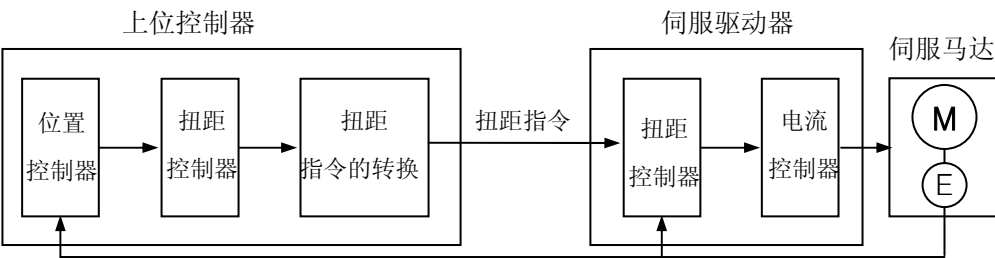 上位控制器
伺服驱动器
伺服马达
位置
控制器
扭距
控制器
扭距
指令的转换
扭距指令
扭距
控制器
电流
控制器
M
E